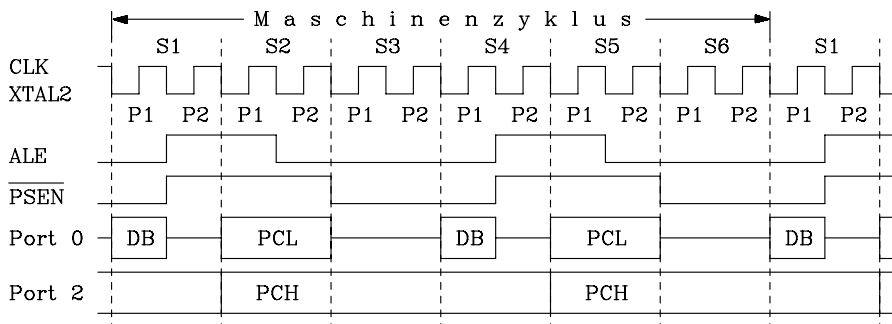 Maschinenzyklus
S1 S2 S3 S4 S5 S6 S1
CLK
XTAL2
P1 P2 P1 P2 P1 P2 P1 P2 P1 P2 P1 P2 P1 P2
ALE
PSEN
Port 0 DB PCL DB PCL DB
Port 2 PCH PCH